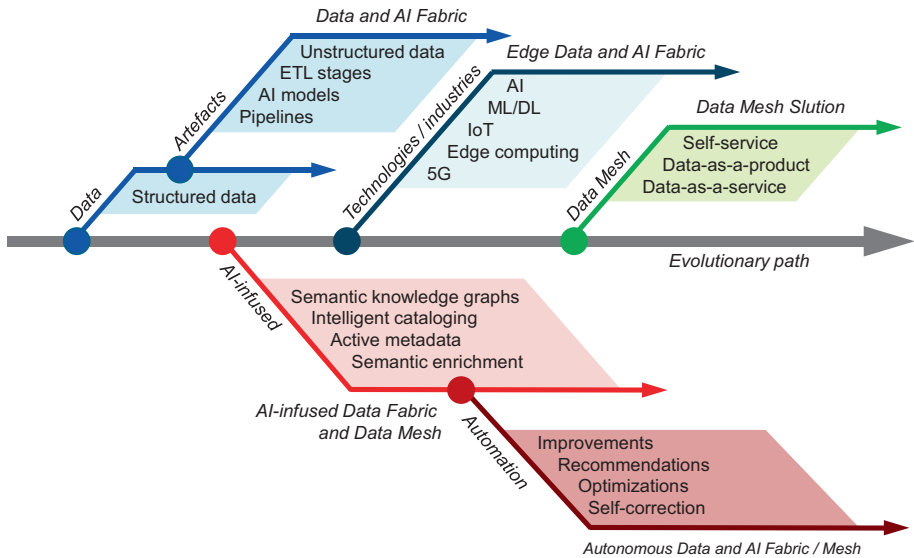 Data and AI Fabric
Unstructured data
ETL stages
AI models
Pipelines
Artefacts
Data
Structured data
Edge Data and AI Fabric
AI
ML/DL
IoT
Edge computing
5G
Technologies / industries
Data Mesh Slution
Self-service
Data-as-a-product
Data-as-a-service
Data Mesh
Evolutionary path
AI-infused
Semantic knowledge graphs
Intelligent cataloging
Active metadata
Semantic enrichment
AI-infused Data Fabric
and Data Mesh
Automation
Improvements
Recommendations
Optimizations
Self-correction
Autonomous Data and AI Fabric / Mesh